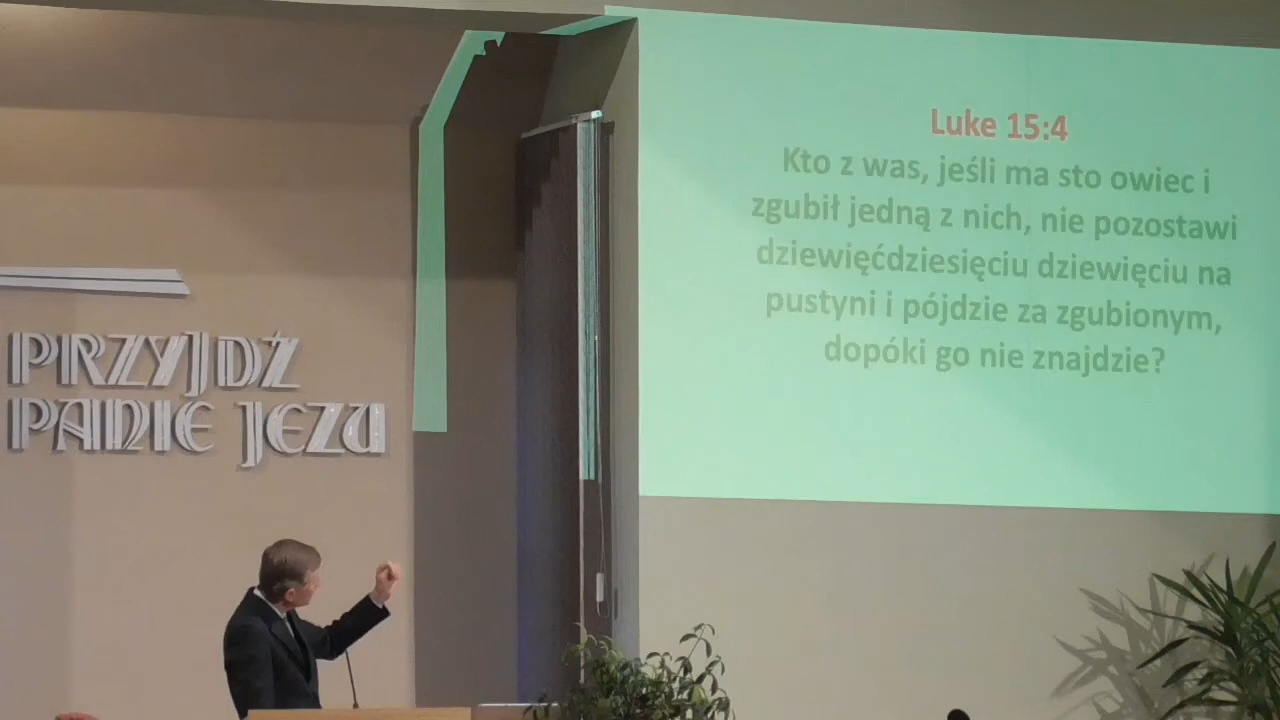 PRZYJDŹ
PANIE JEZU
Luke 15:4
Kto z was, jeśli ma sto owiec i
zgubił jedną z nich, nie pozostawi
dziewięćdziesięciu dziewięciu na
pustyni i pójdzie za zgubionym,
dopóki go nie znajdzie?